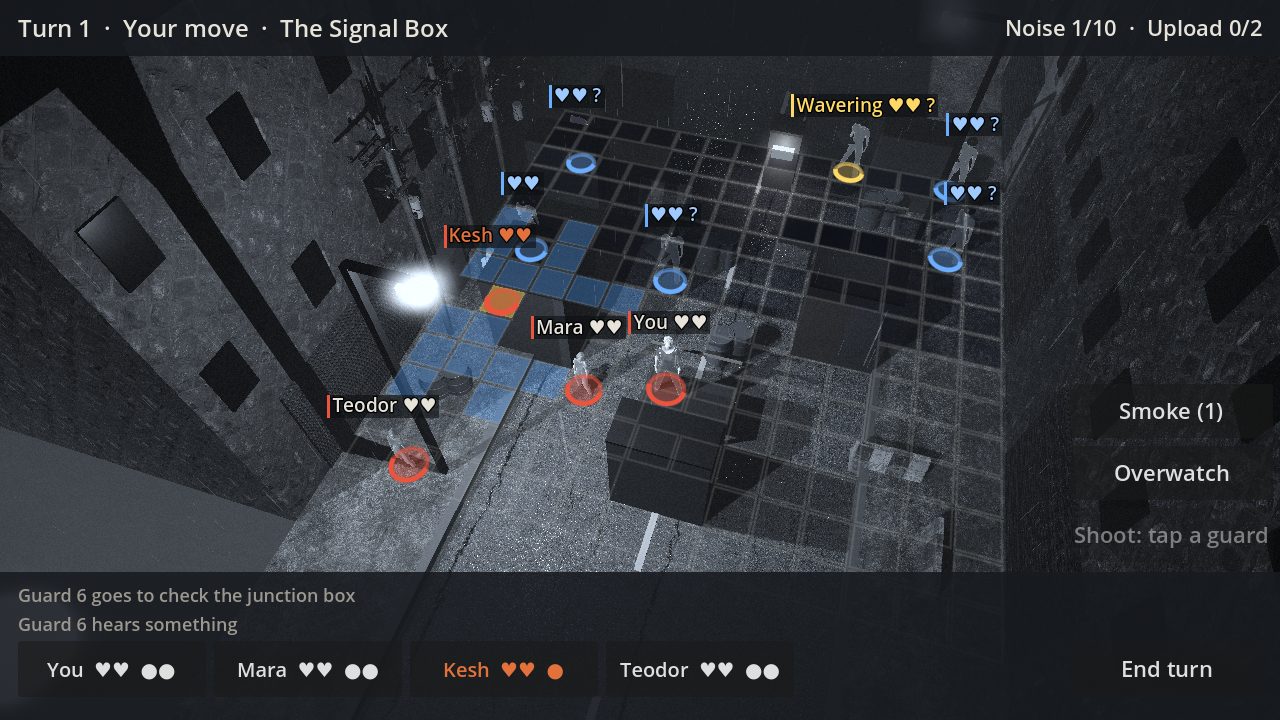 Turn 1 · Your move · The Signal Box
Noise 1/10 · Upload 0/2
♥♥ ?
Wavering ♥♥ ?
♥♥ ?
♥♥
♥♥ ?
♥♥ ?
Kesh ♥♥
Mara ♥♥
You ♥♥
Teodor ♥♥
Smoke (1)
Overwatch
Shoot: tap a guard
Guard 6 goes to check the junction box
Guard 6 hears something
You ♥♥ ●●
Mara ♥♥ ●●
Kesh ♥♥ ●
Teodor ♥♥ ●●
End turn